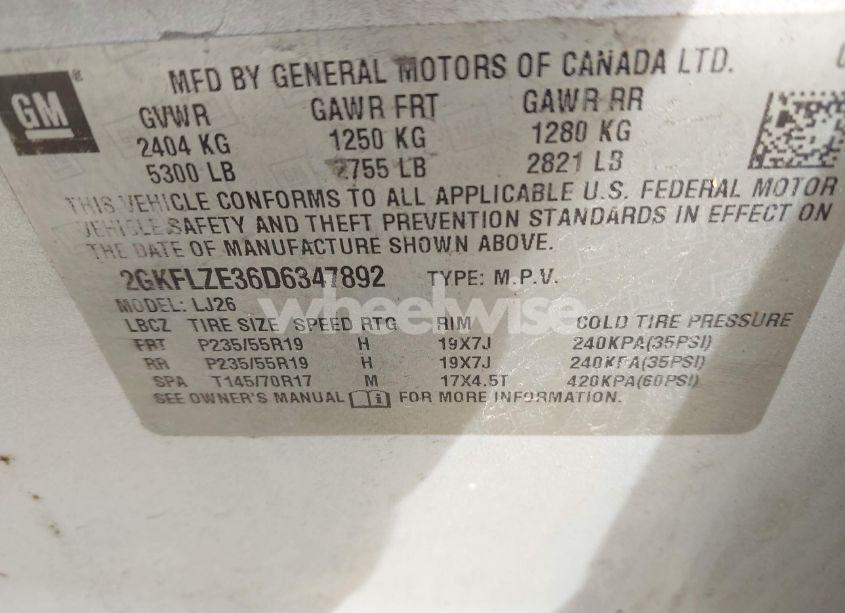 MFD BY GENERAL MOTORS OF CANADA LTD.
GM
GVWR GAWR FRT GAWR RR
2404 KG 1250 KG 1280 KG
5300 LB 2755 LB 2821 LB
THIS VEHICLE CONFORMS TO ALL APPLICABLE U.S. FEDERAL MOTOR
VEHICLE SAFETY AND THEFT PREVENTION STANDARDS IN EFFECT ON
THE DATE OF MANUFACTURE SHOWN ABOVE.
2GKFLZE36D6347892 TYPE: M.P.V.
MODEL: LJ26
wheelwise
LBCZ TIRE SIZE SPEED RTG RIM COLD TIRE PRESSURE
FRT P235/55R19 H 19X7J 240KPA(35PSI)
RR P235/55R19 H 19X7J 240KPA(35PSI)
SPA T145/70R17 M 17X4.5T 420KPA(60PSI)
SEE OWNER'S MANUAL FOR MORE INFORMATION.